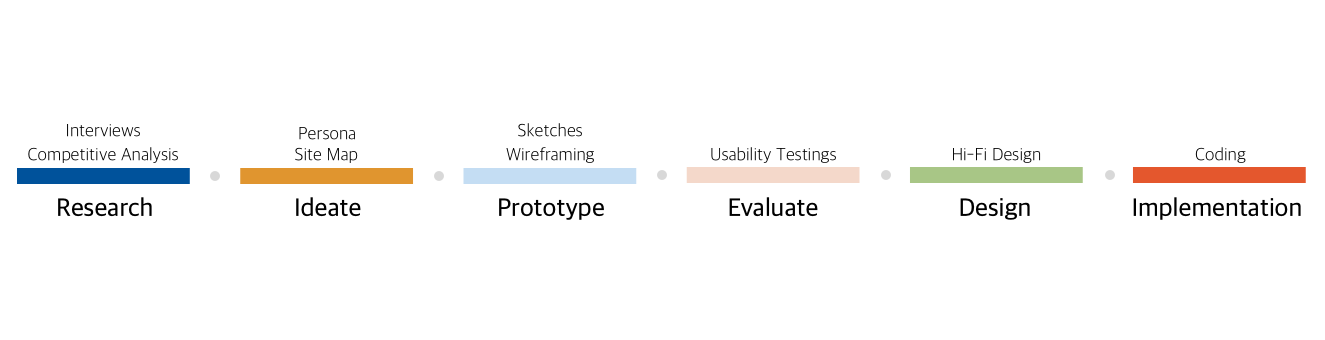 Interviews
Competitive Analysis
Research
Persona
Site Map
Ideate
Sketches
Wireframing
Prototype
Usability Testings
Evaluate
Hi-Fi Design
Design
Coding
Implementation